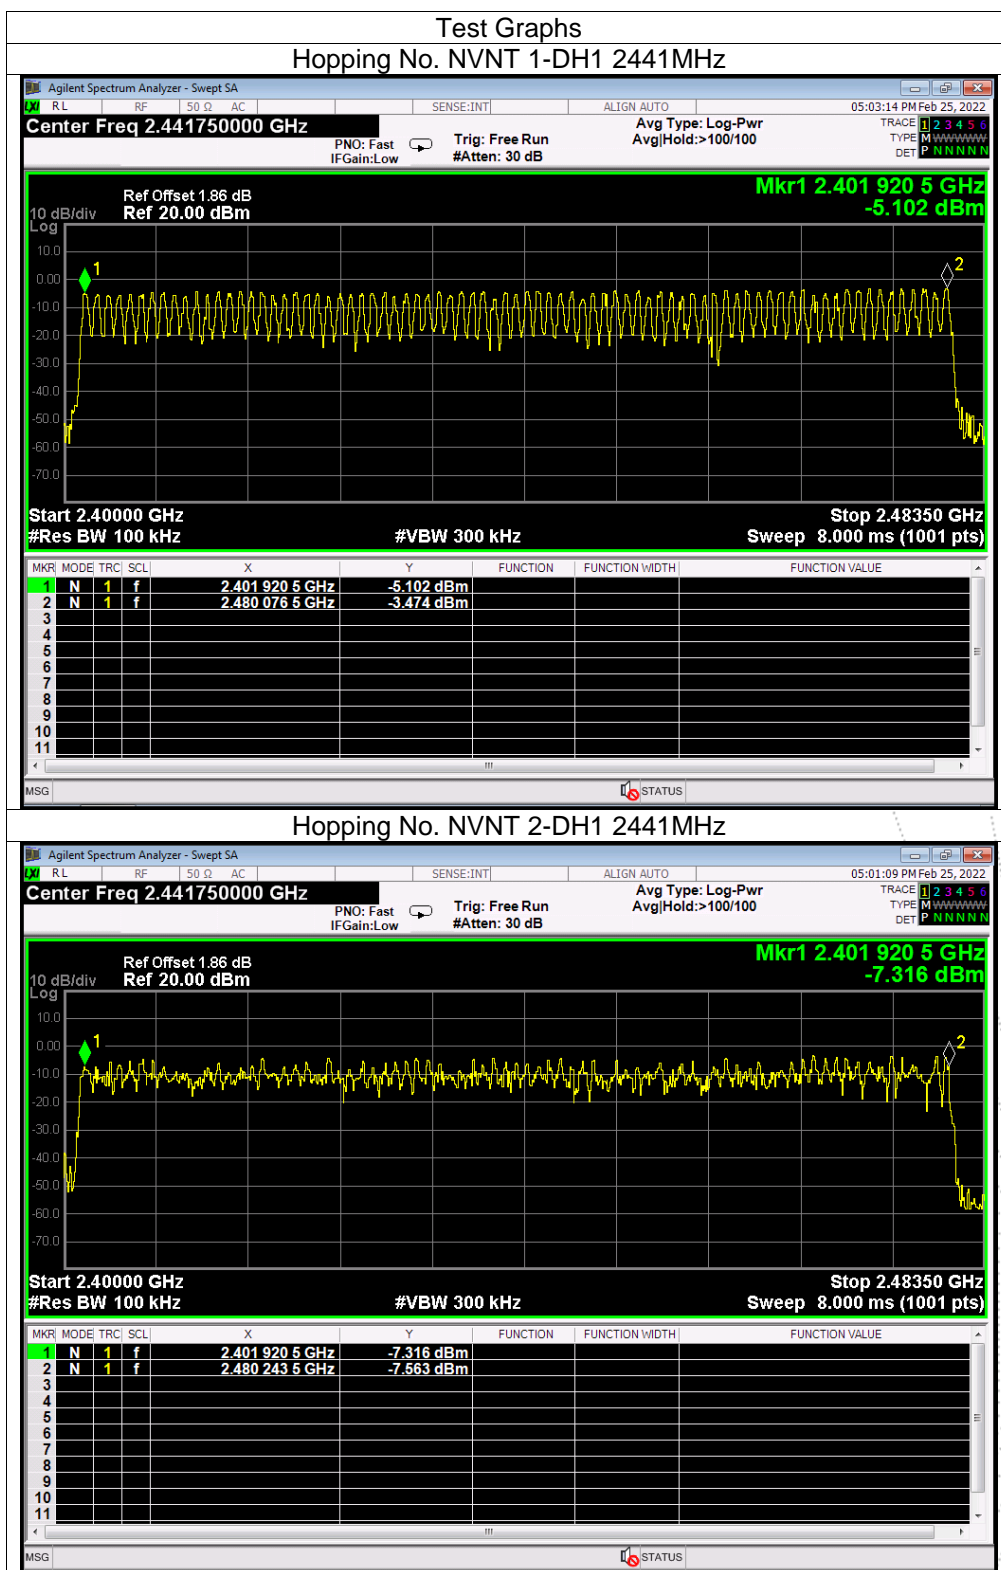 Test Graphs
Hopping No. NVNT 1-DH1 2441MHz
Agilent Spectrum Analyzer - Swept SA
LXI RL RF 50 Ω AC SENSE:INT ALIGN AUTO 05:03:14 PM Feb 25, 2022
Center Freq 2.441750000 GHz Avg Type: Log-Pwr TRACE 1 2 3 4 5 6
PNO: Fast Trig: Free Run Avg|Hold:>100/100 TYPE M WWWWW
IFGain:Low #Atten: 30 dB DET P N N N N N
Mkr1 2.401 920 5 GHz
Ref Offset 1.86 dB
10 dB/div Ref 20.00 dBm -5.102 dBm
Log
10.0
1 2
0.00
-10.0
-20.0
-30.0
-40.0
-50.0
-60.0
-70.0
Start 2.40000 GHz Stop 2.48350 GHz
#Res BW 100 kHz #VBW 300 kHz Sweep 8.000 ms (1001 pts)
MKR MODE TRC SCL X Y FUNCTION FUNCTION WIDTH FUNCTION VALUE
1 N 1 f 2.401 920 5 GHz -5.102 dBm
2 N 1 f 2.480 076 5 GHz -3.474 dBm
3
4
5
6
7
8
9
10
11
MSG STATUS
Hopping No. NVNT 2-DH1 2441MHz
Agilent Spectrum Analyzer - Swept SA
LXI RL RF 50 Ω AC SENSE:INT ALIGN AUTO 05:01:09 PM Feb 25, 2022
Center Freq 2.441750000 GHz Avg Type: Log-Pwr TRACE 1 2 3 4 5 6
PNO: Fast Trig: Free Run Avg|Hold:>100/100 TYPE M WWWWW
IFGain:Low #Atten: 30 dB DET P N N N N N
Mkr1 2.401 920 5 GHz
Ref Offset 1.86 dB
10 dB/div Ref 20.00 dBm -7.316 dBm
Log
10.0
1 2
0.00
-10.0
-20.0
-30.0
-40.0
-50.0
-60.0
-70.0
Start 2.40000 GHz Stop 2.48350 GHz
#Res BW 100 kHz #VBW 300 kHz Sweep 8.000 ms (1001 pts)
MKR MODE TRC SCL X Y FUNCTION FUNCTION WIDTH FUNCTION VALUE
1 N 1 f 2.401 920 5 GHz -7.316 dBm
2 N 1 f 2.480 243 5 GHz -7.563 dBm
3
4
5
6
7
8
9
10
11
MSG STATUS